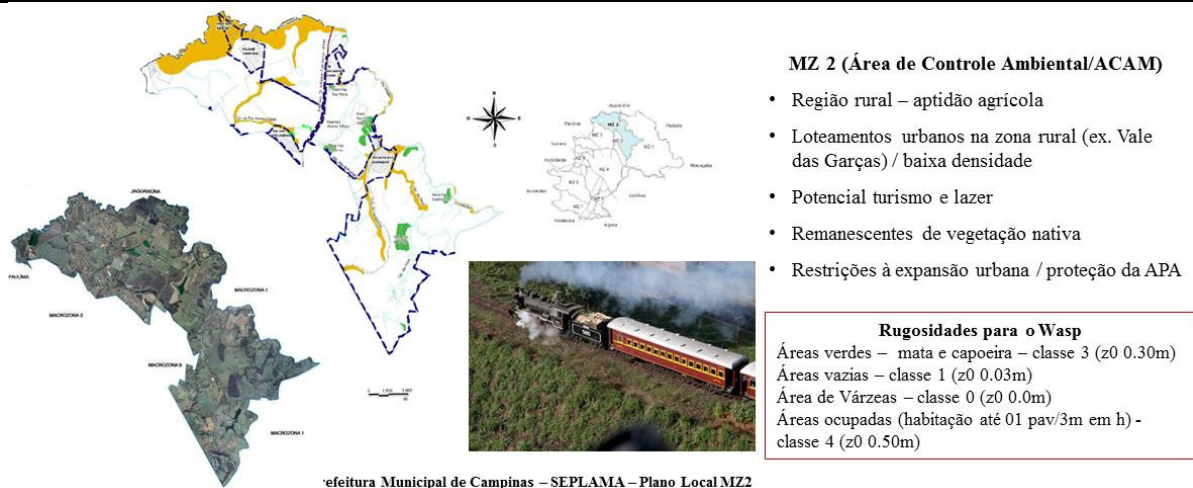 MZ 2 (Área de Controle Ambiental/ACAM)
• Região rural – aptidão agrícola
• Loteamentos urbanos na zona rural (ex. Vale
das Garças) / baixa densidade
• Potencial turismo e lazer
• Remanescentes de vegetação nativa
• Restrições à expansão urbana / proteção da APA
Rugosidades para o Wasp
Áreas verdes – mata e capoeira – classe 3 (z0 0.30m)
Áreas vazias – classe 1 (z0 0.03m)
Área de Várzeas – classe 0 (z0 0.0m)
Áreas ocupadas (habitação até 01 pav/3m em h) -
classe 4 (z0 0.50m)
JAGUARIÚNA
PAULÍNIA
MACROZONA 3
MACROZONA 1
MACROZONA 8
MACROZONA 1
refeitura Municipal de Campinas – SEPLAMA – Plano Local MZ2